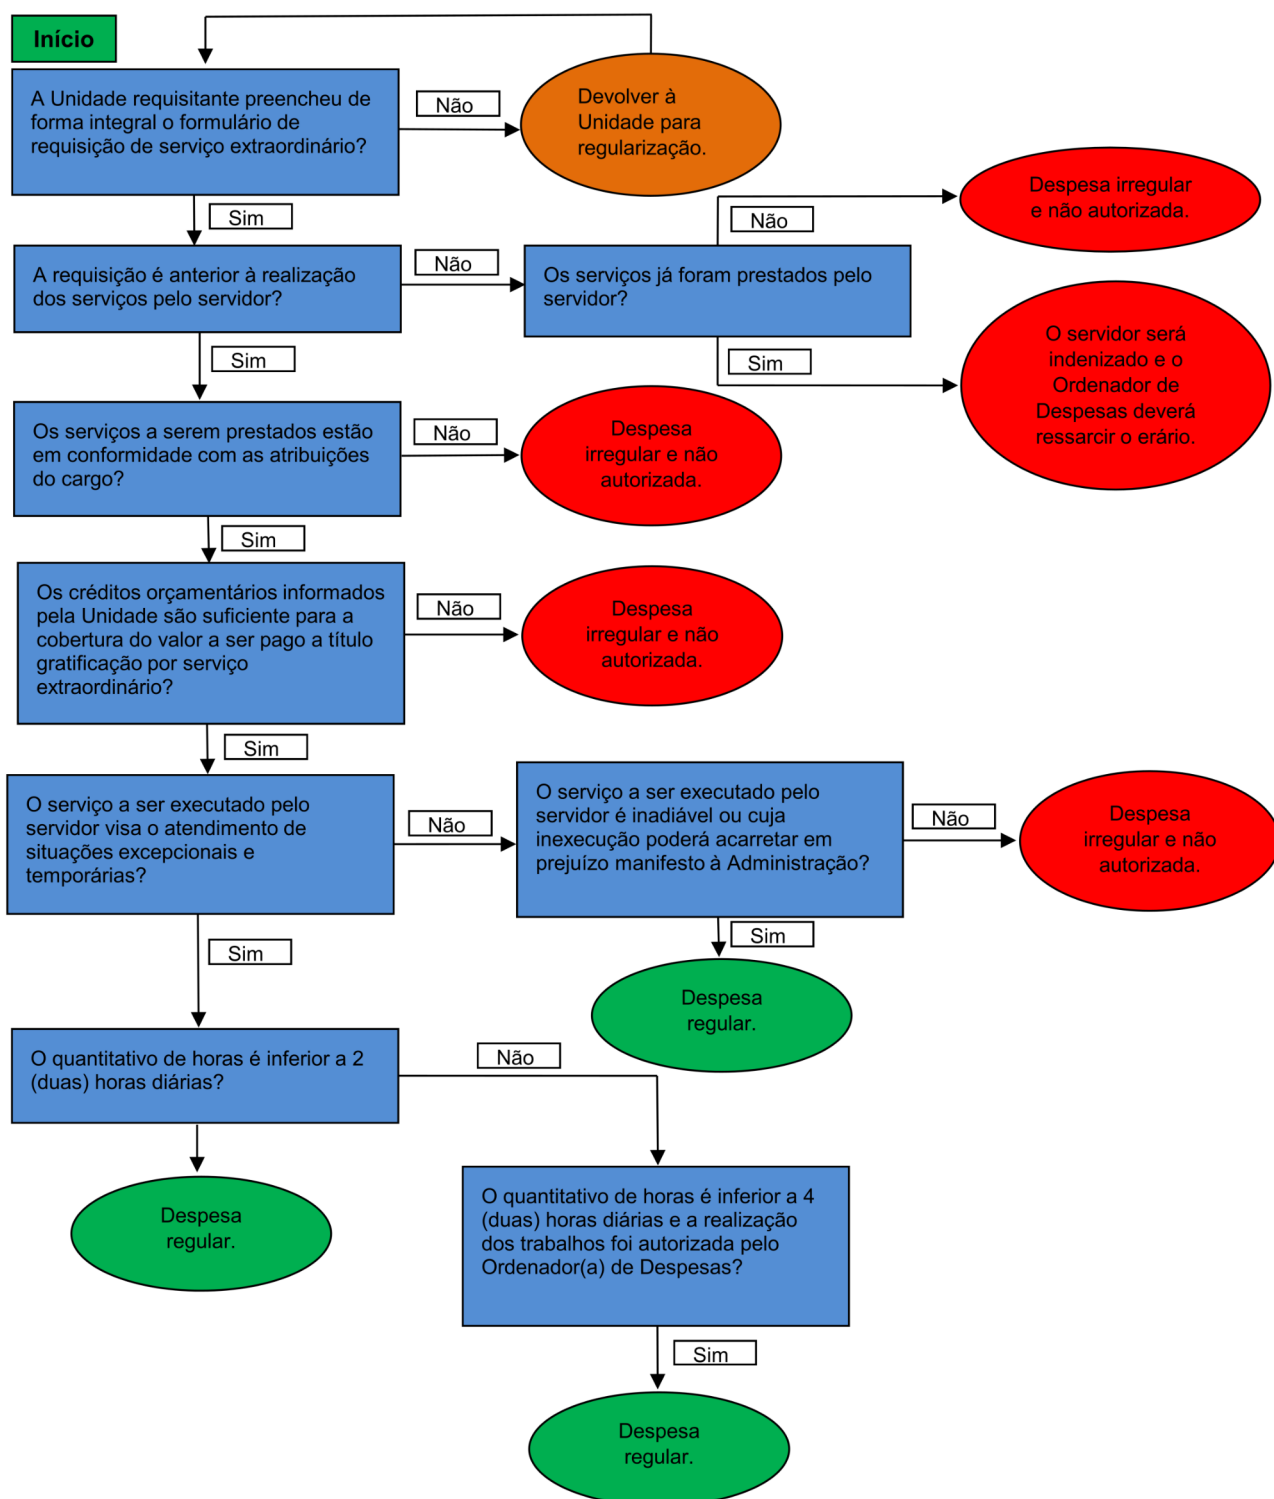 Início
A Unidade requisitante preencheu de
forma integral o formulário de
requisição de serviço extraordinário?
Não
Devolver à
Unidade para
regularização.
Sim
A requisição é anterior à realização
dos serviços pelo servidor?
Não
Os serviços já foram prestados pelo
servidor?
Não
Despesa irregular
e não autorizada.
Sim
O servidor será
indenizado e o
Ordenador de
Despesas deverá
ressarcir o erário.
Sim
Os serviços a serem prestados estão
em conformidade com as atribuições
do cargo?
Não
Despesa
irregular e não
autorizada.
Sim
Os créditos orçamentários informados
pela Unidade são suficiente para a
cobertura do valor a ser pago a título
gratificação por serviço
extraordinário?
Não
Despesa
irregular e não
autorizada.
Sim
O serviço a ser executado pelo
servidor visa o atendimento de
situações excepcionais e
temporárias?
Não
O serviço a ser executado pelo
servidor é inadiável ou cuja
inexecução poderá acarretar em
prejuízo manifesto à Administração?
Não
Despesa
irregular e não
autorizada.
Sim
Despesa
regular.
Sim
O quantitativo de horas é inferior a 2
(duas) horas diárias?
Não
Despesa
regular.
O quantitativo de horas é inferior a 4
(duas) horas diárias e a realização
dos trabalhos foi autorizada pelo
Ordenador(a) de Despesas?
Sim
Despesa
regular.